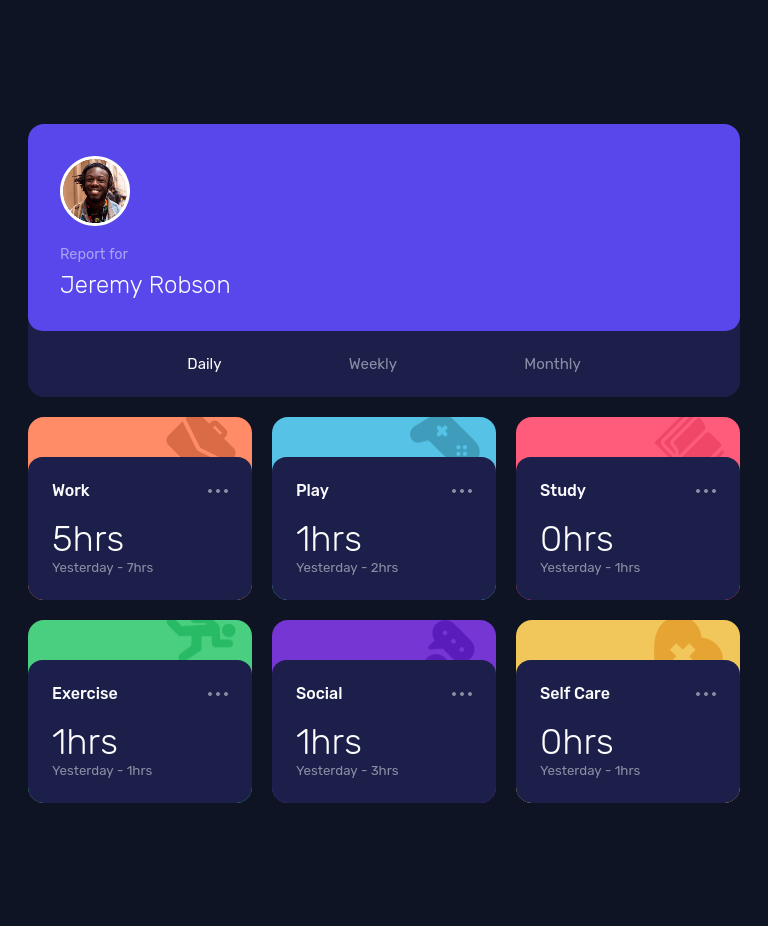 Report for
Jeremy Robson
Daily Weekly Monthly
Work
5hrs
Yesterday - 7hrs
Play
1hrs
Yesterday - 2hrs
Study
0hrs
Yesterday - 1hrs
Exercise
1hrs
Yesterday - 1hrs
Social
1hrs
Yesterday - 3hrs
Self Care
0hrs
Yesterday - 1hrs